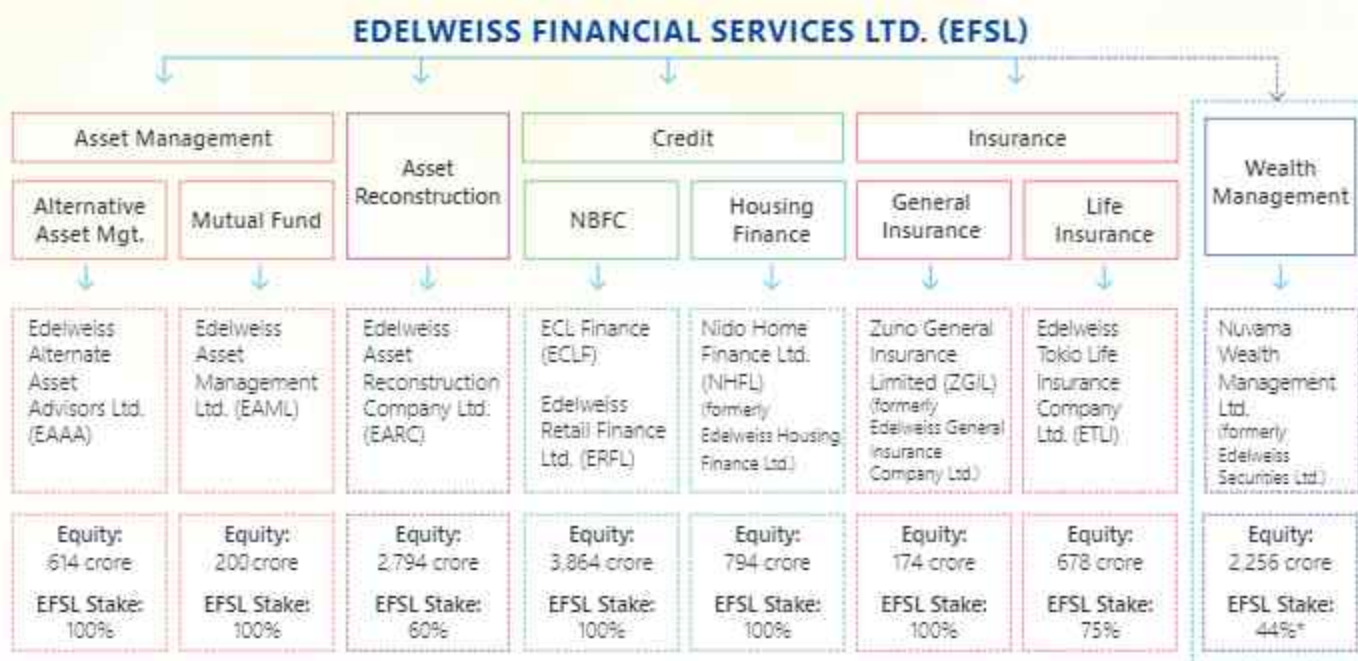 EDELWEISS FINANCIAL SERVICES LTD. (EFSL)
Asset Management
Alternative
Asset Mgt.
Mutual Fund
Asset
Reconstruction
Credit
NBFC
Housing
Finance
Insurance
General
Insurance
Life
Insurance
Wealth
Management
Edelweiss
Alternate
Asset
Advisors Ltd.
(EAAA)
Edelweiss
Asset
Management
Ltd. (EAML)
Edelweiss
Asset
Reconstruction
Company Ltd.
(EARC)
ECL Finance
(ECLF)
Edelweiss
Retail Finance
Ltd. (ERFL)
Nido Home
Finance Ltd.
(NHFL)
(formerly
Edelweiss Housing
Finance Ltd.)
Zuno General
Insurance
Limited (ZGIL)
(formerly
Edelweiss General
Insurance
Company Ltd.)
Edelweiss
Tokio Life
Insurance
Company
Ltd. (ETLI)
Nuvama
Wealth
Management
Ltd.
(formerly
Edelweiss
Securities Ltd.)
Equity:
614 crore
EFSL Stake:
100%
Equity:
200 crore
EFSL Stake:
100%
Equity:
2,794 crore
EFSL Stake:
60%
Equity:
3,864 crore
EFSL Stake:
100%
Equity:
794 crore
EFSL Stake:
100%
Equity:
174 crore
EFSL Stake:
100%
Equity:
678 crore
EFSL Stake:
75%
Equity:
2,256 crore
EFSL Stake:
44%*